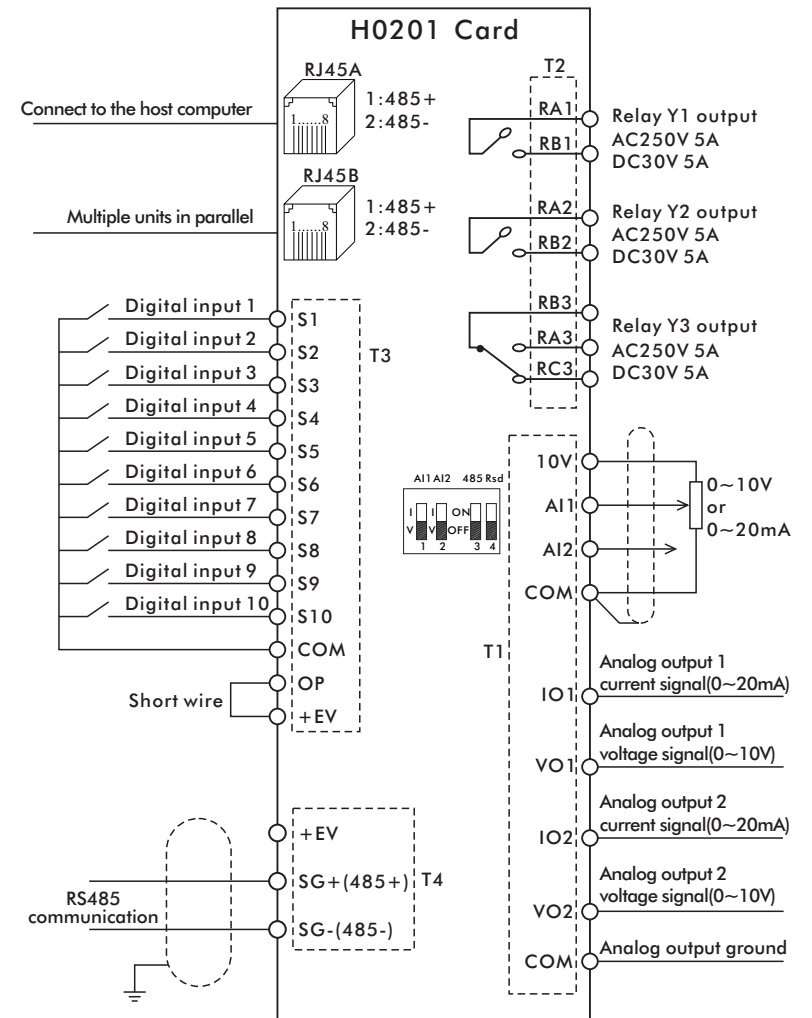 H0201 Card
RJ45A
Connect to the host computer
1:485+
2:485-
1.....8
RJ45B
Multiple units in parallel
1:485+
2:485-
1.....8
T2
RA1
RB1
Relay Y1 output
AC250V 5A
DC30V 5A
RA2
RB2
Relay Y2 output
AC250V 5A
DC30V 5A
RB3
RA3
RC3
Relay Y3 output
AC250V 5A
DC30V 5A
Digital input 1
S1
Digital input 2
S2
Digital input 3
S3
Digital input 4
S4
Digital input 5
S5
Digital input 6
S6
Digital input 7
S7
Digital input 8
S8
Digital input 9
S9
Digital input 10
S10
COM
OP
+EV
Short wire
T3
AI1 AI2 485 Rsd
I I ON
V V OFF
1 2 3 4
10V
AI1
AI2
COM
0~10V
or
0~20mA
T1
Analog output 1
current signal(0~20mA)
IO1
Analog output 1
voltage signal(0~10V)
VO1
Analog output 2
current signal(0~20mA)
IO2
Analog output 2
voltage signal(0~10V)
VO2
Analog output ground
COM
+EV
SG+(485+)
SG-(485-)
T4
RS485
communication